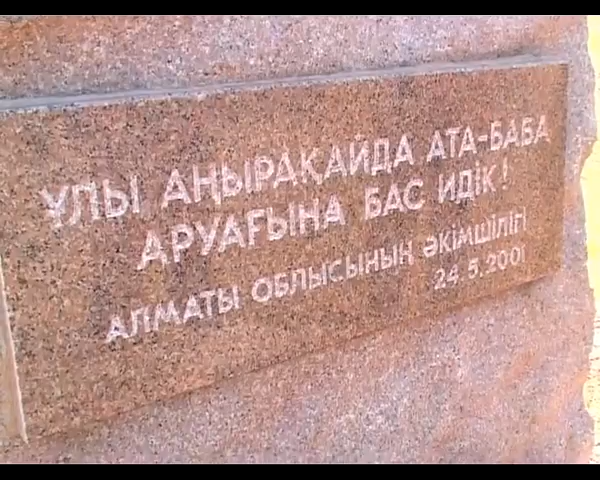 ҰЛЫ АҢЫРАҚАЙДА АТА-БАБА
АРУАҒЫНА БАС ИДІК!
АЛМАТЫ ОБЛЫСЫНЫҢ ӘКІМШІЛІГІ
24.5.2001